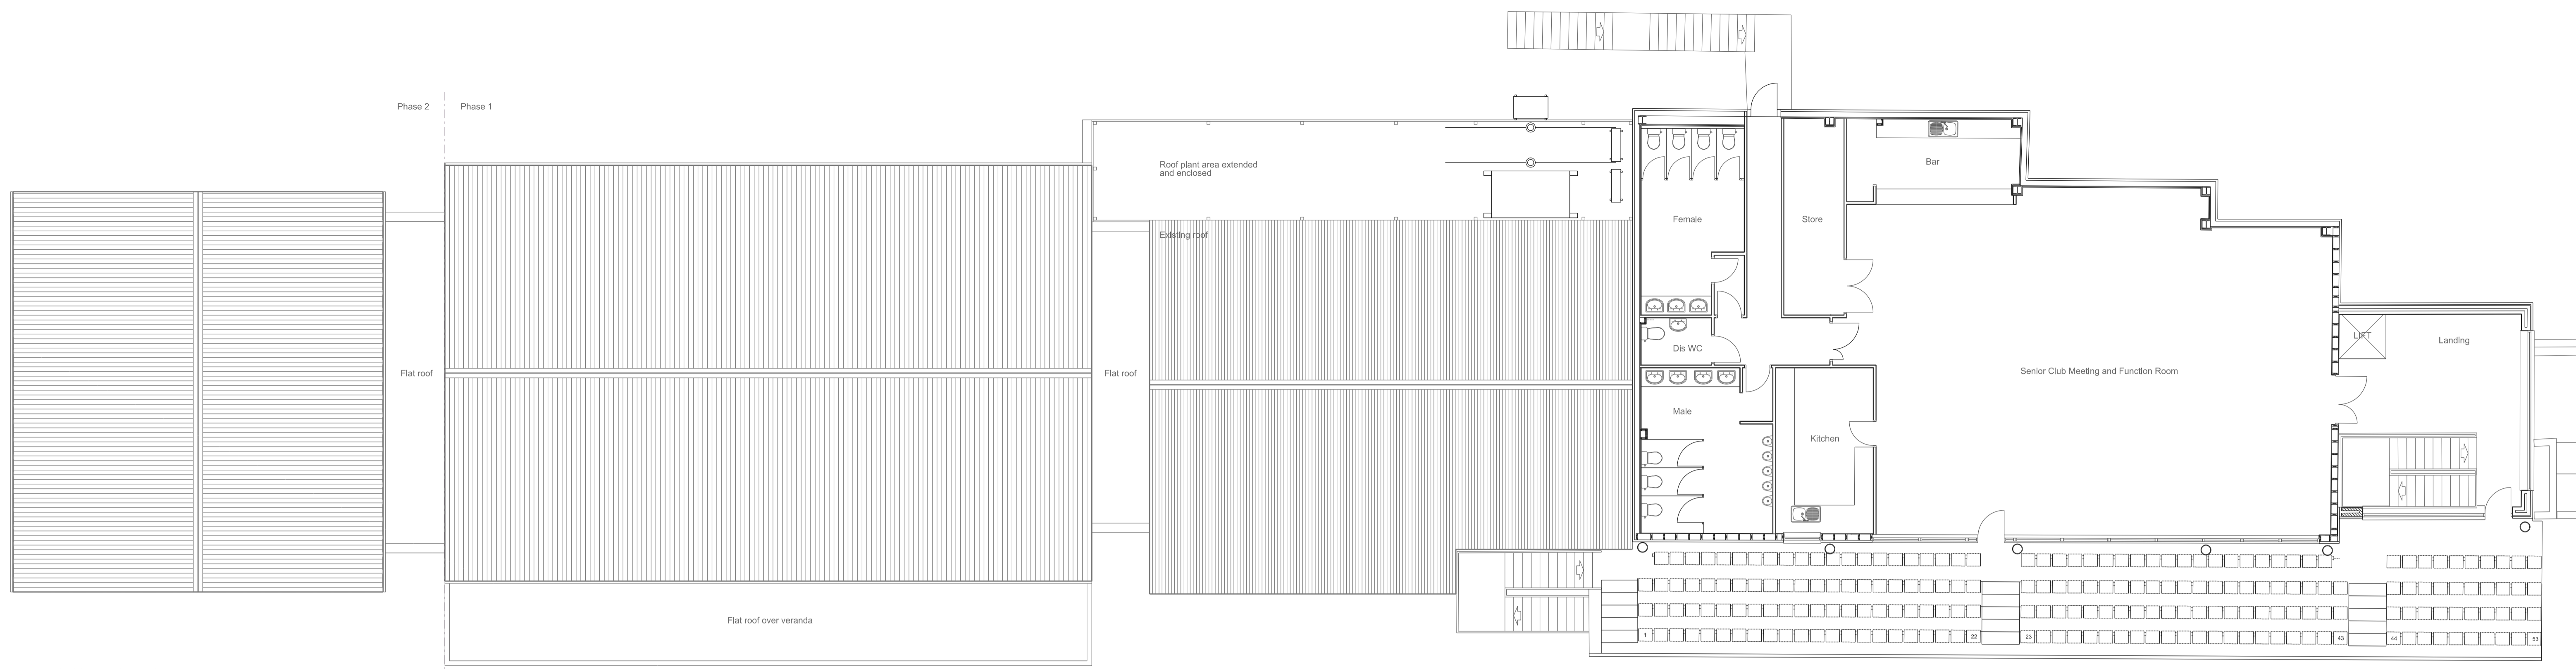 Phase 2
Phase 1
Roof plant area extended
and enclosed
Existing roof
Flat roof
Flat roof
Flat roof over veranda
Female
Store
Bar
Dis WC
Male
Kitchen
Senior Club Meeting and Function Room
LIFT
Landing
1
22
23
43
44
53